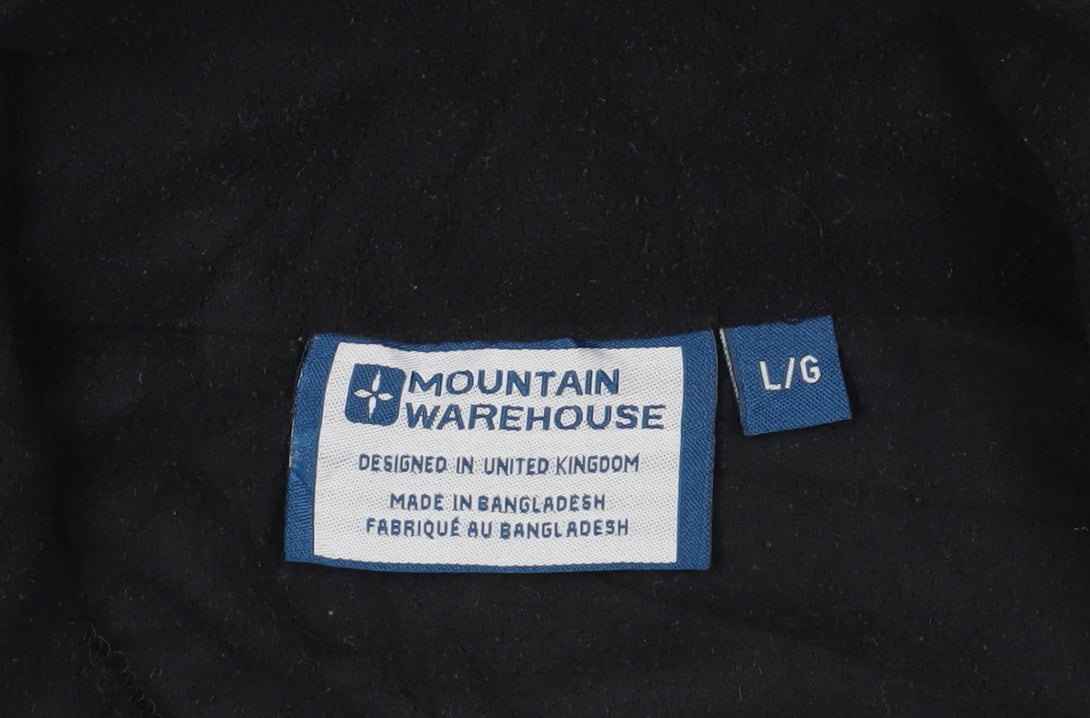 MOUNTAIN
WAREHOUSE
DESIGNED IN UNITED KINGDOM
MADE IN BANGLADESH
FABRIQUÉ AU BANGLADESH
L/G